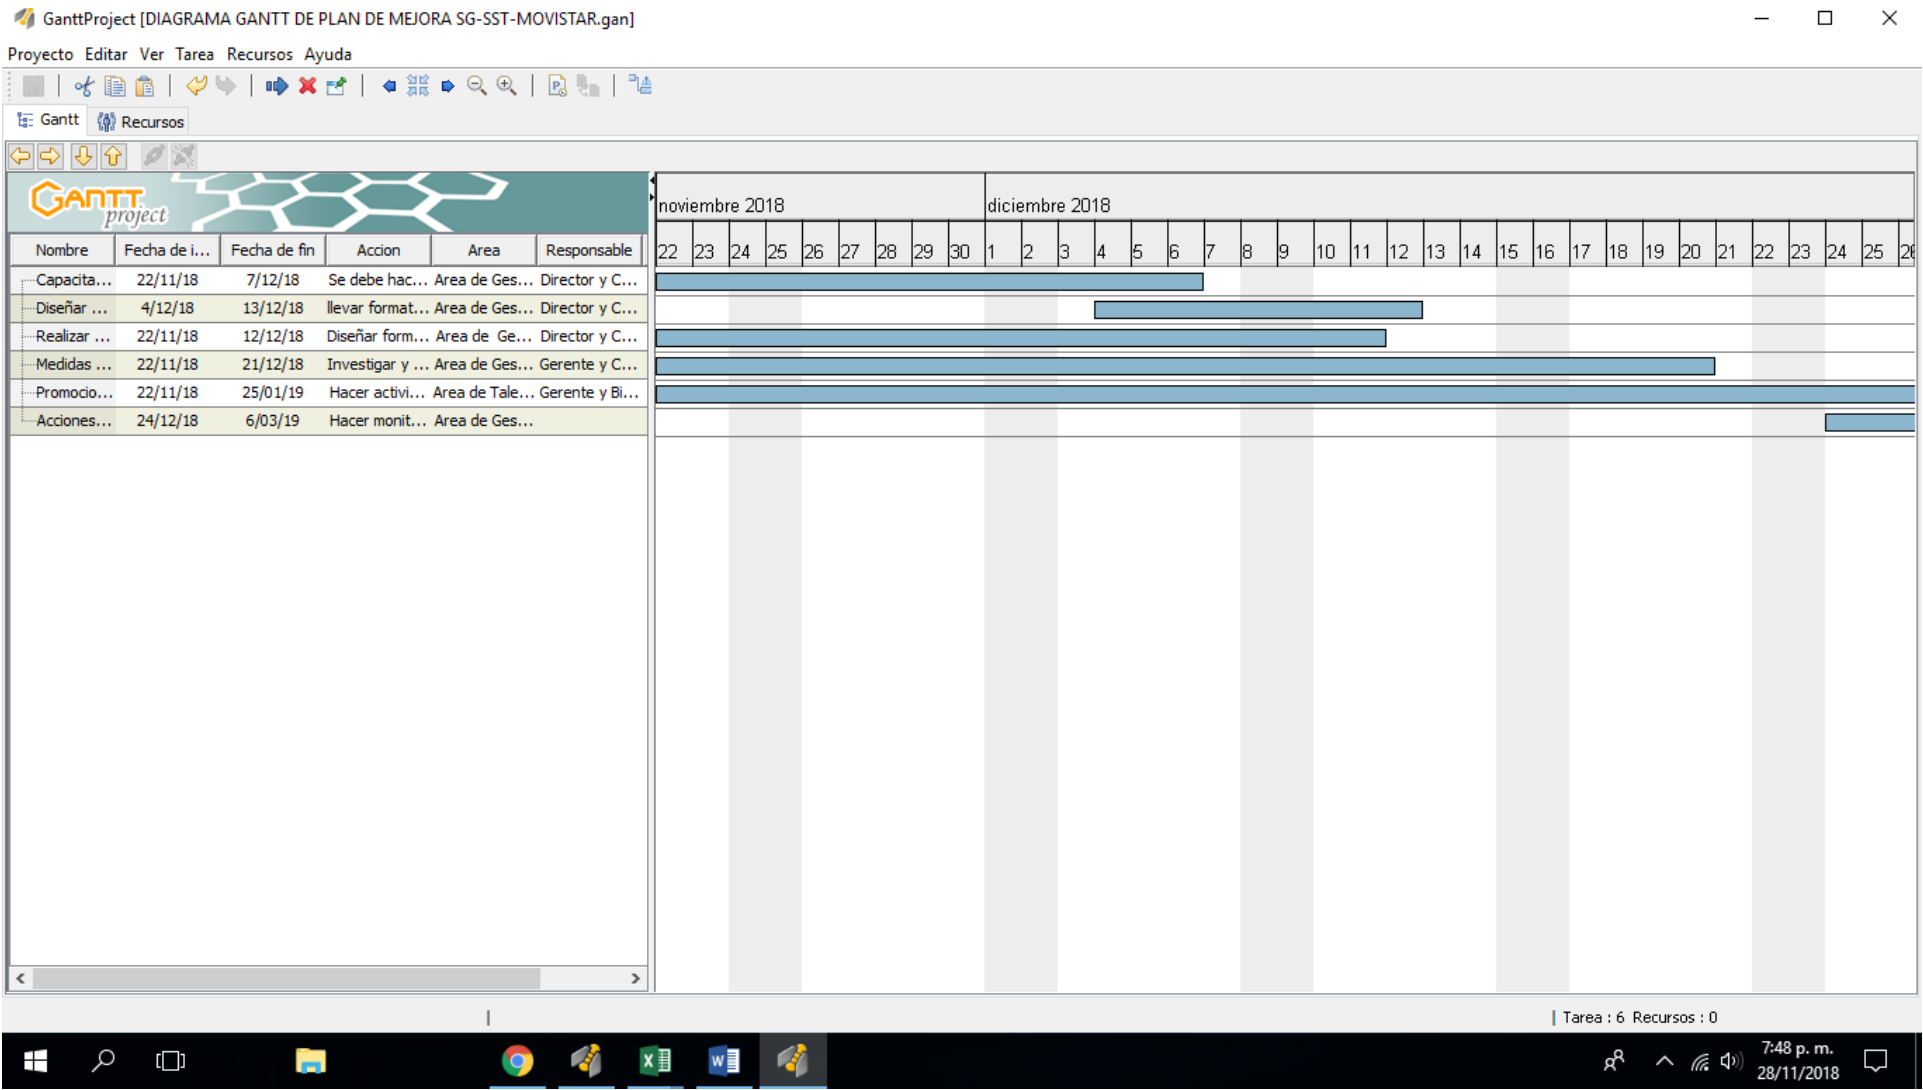 GanttProject [DIAGRAMA GANTT DE PLAN DE MEJORA SG-SST-MOVISTAR.gan]
Proyecto Editar Ver Tarea Recursos Ayuda
Gantt Recursos
GANTT project
noviembre 2018 diciembre 2018
22 23 24 25 26 27 28 29 30 1 2 3 4 5 6 7 8 9 10 11 12 13 14 15 16 17 18 19 20 21 22 23 24 25 26
Nombre Fecha de i... Fecha de fin Accion Area Responsable
Capacita... 22/11/18 7/12/18 Se debe hac... Area de Ges... Director y C...
Diseñar ... 4/12/18 13/12/18 llevar format... Area de Ges... Director y C...
Realizar ... 22/11/18 12/12/18 Diseñar form... Area de Ge... Director y C...
Medidas ... 22/11/18 21/12/18 Investigar y ... Area de Ges... Gerente y C...
Promocio... 22/11/18 25/01/19 Hacer activi... Area de Tale... Gerente y Bi...
Acciones... 24/12/18 6/03/19 Hacer monit... Area de Ges...
Tarea : 6 Recursos : 0
7:48 p. m.
28/11/2018